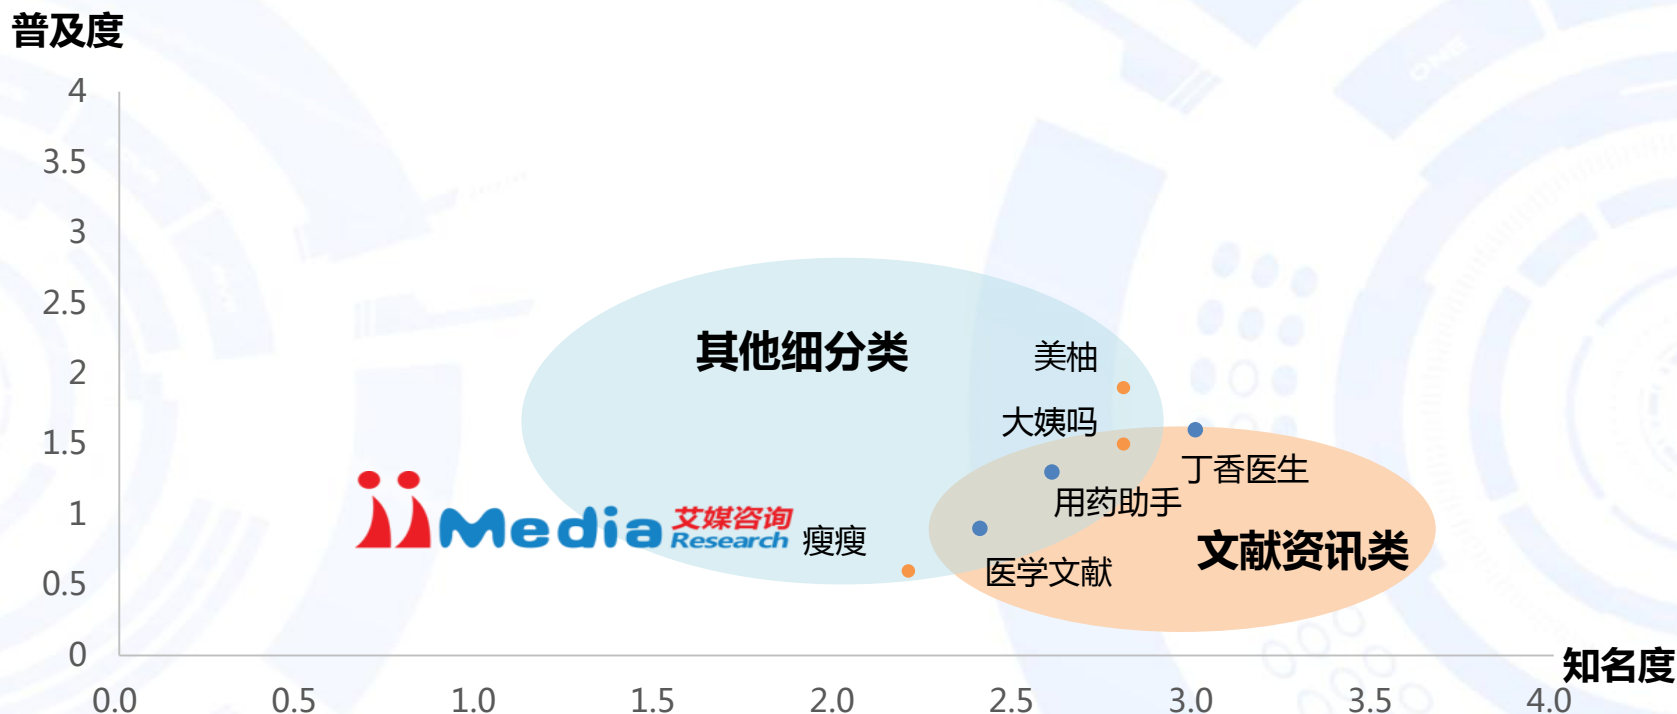 普及度
4
3.5
3
2.5
其他细分类
美柚
2
大姨吗
1.5
丁香医生
用药助手
1
iiMedia 艾媒咨询
Research
瘦瘦
文献资讯类
医学文献
0.5
0
知名度
0.0 0.5 1.0 1.5 2.0 2.5 3.0 3.5 4.0